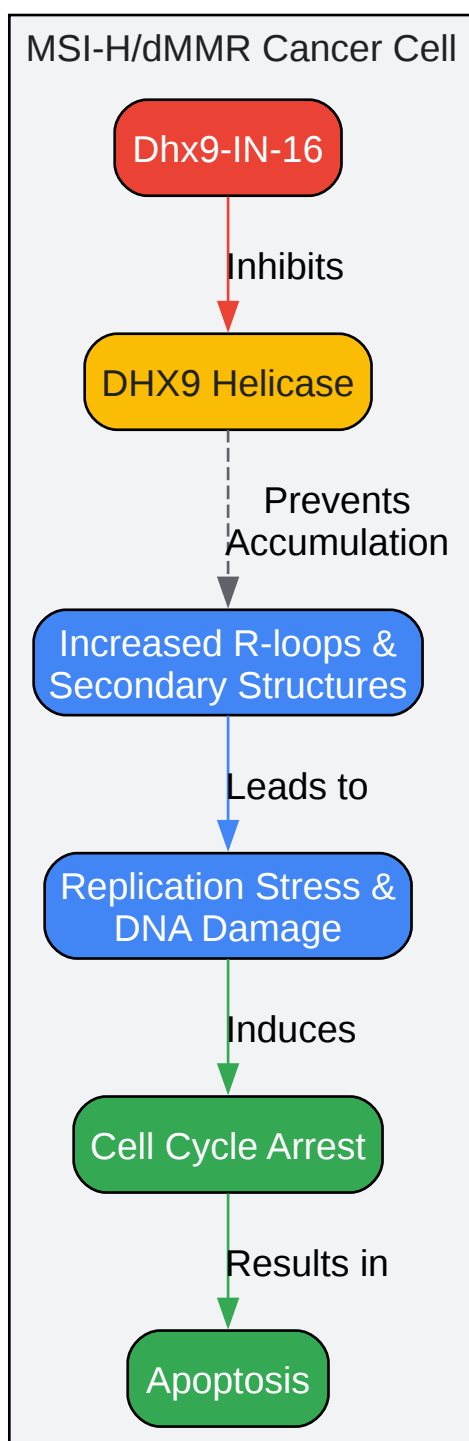 MSI-H/dMMR Cancer Cell
Dhx9-IN-16
Inhibits
DHX9 Helicase
Prevents
Accumulation
Increased R-loops &
Secondary Structures
Leads to
Replication Stress &
DNA Damage
Induces
Cell Cycle Arrest
Results in
Apoptosis